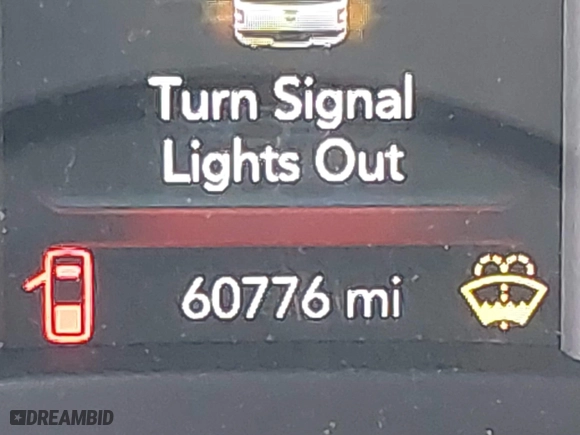 Turn Signal
Lights Out
60776 mi
DREAMBID